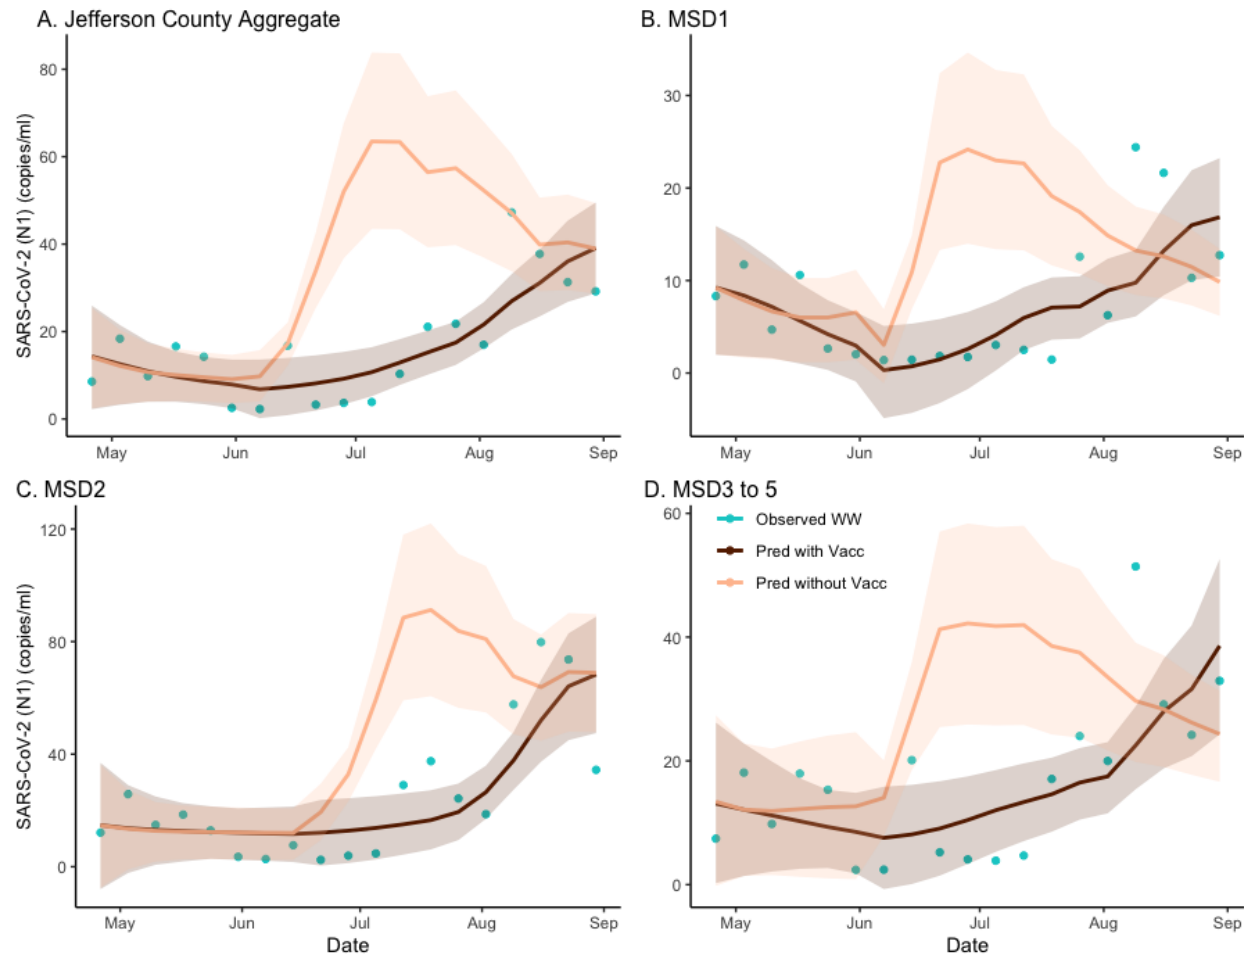 A. Jefferson County Aggregate
SARS-CoV-2 (N1) (copies/ml)
80
60
40
20
0
May Jun Jul Aug Sep
B. MSD1
30
20
10
0
May Jun Jul Aug Sep
C. MSD2
SARS-CoV-2 (N1) (copies/ml)
120
80
40
0
May Jun Jul Aug Sep
Date
D. MSD3 to 5
Observed WW
Pred with Vacc
Pred without Vacc
60
40
20
0
May Jun Jul Aug Sep
Date